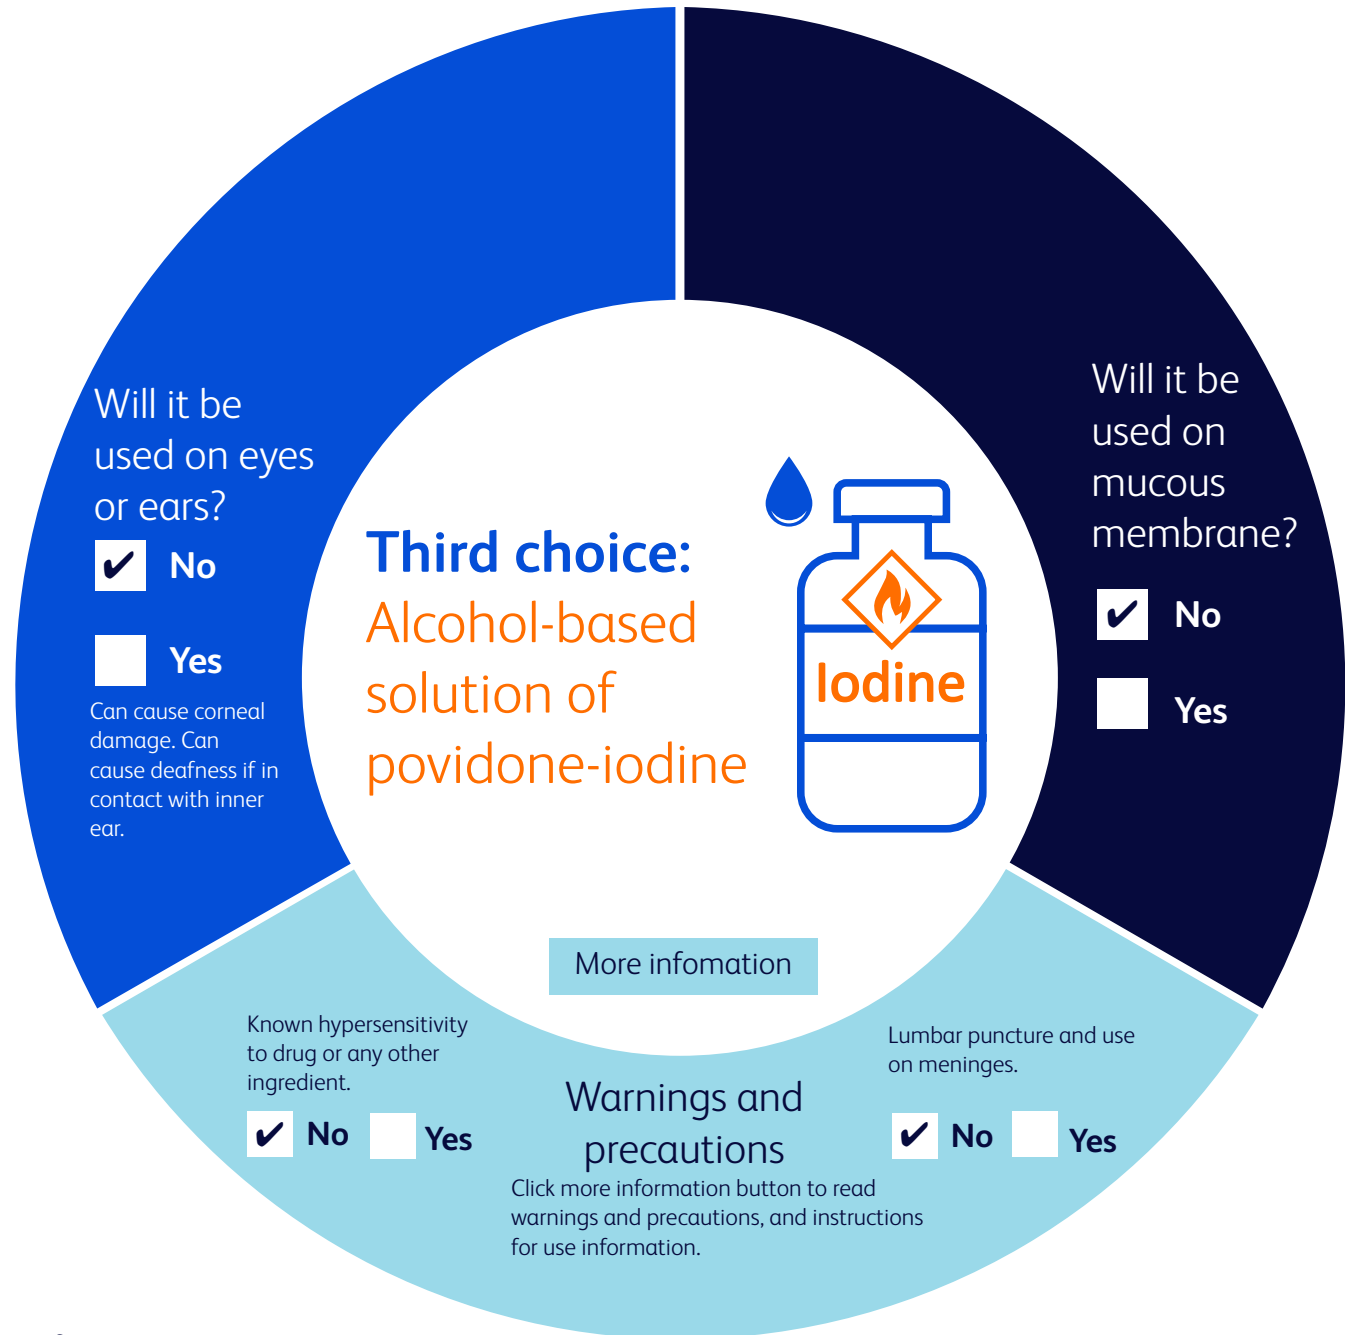 Will it be
used on eyes
or ears?
✔ No
Yes
Can cause corneal
damage. Can
cause deafness if in
contact with inner
ear.
Third choice:
Alcohol-based
solution of
povidone-iodine
Iodine
More infomation
Will it be
used on
mucous
membrane?
✔ No
Yes
Known hypersensitivity
to drug or any other
ingredient.
✔ No Yes
Warnings and
precautions
Click more information button to read
warnings and precautions, and instructions
for use information.
Lumbar puncture and use
on meninges.
✔ No Yes